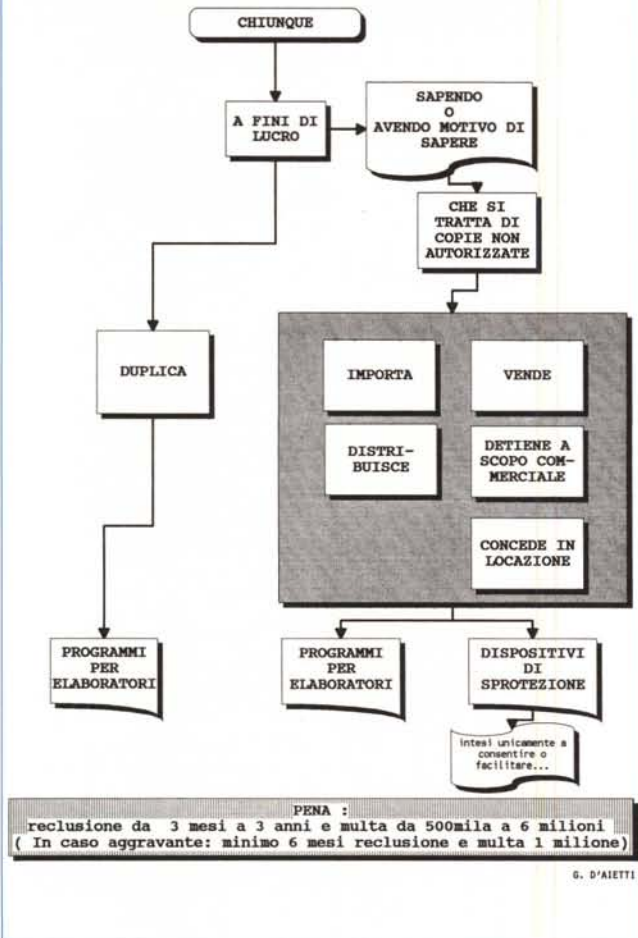 CHIUNQUE
A FINI DI
LUCRO
SAPENDO
O
AVENDO MOTIVO DI
SAPERE
CHE SI
TRATTA DI
COPIE NON
AUTORIZZATE
DUPLICA
IMPORTA
VENDE
DISTRI-
BUISCE
DETIENE A
SCOPO COM-
MERCIALE
CONCEDE IN
LOCAZIONE
PROGRAMMI
PER
ELABORATORI
PROGRAMMI
PER
ELABORATORI
DISPOSITIVI
DI
SPROTEZIONE
intesi unicamente a
consentire o
facilitare...
PENA :
reclusione da 3 mesi a 3 anni e multa da 500mila a 6 milioni
( In caso aggravante: minimo 6 mesi reclusione e multa 1 milione)
G. D'AIETTI